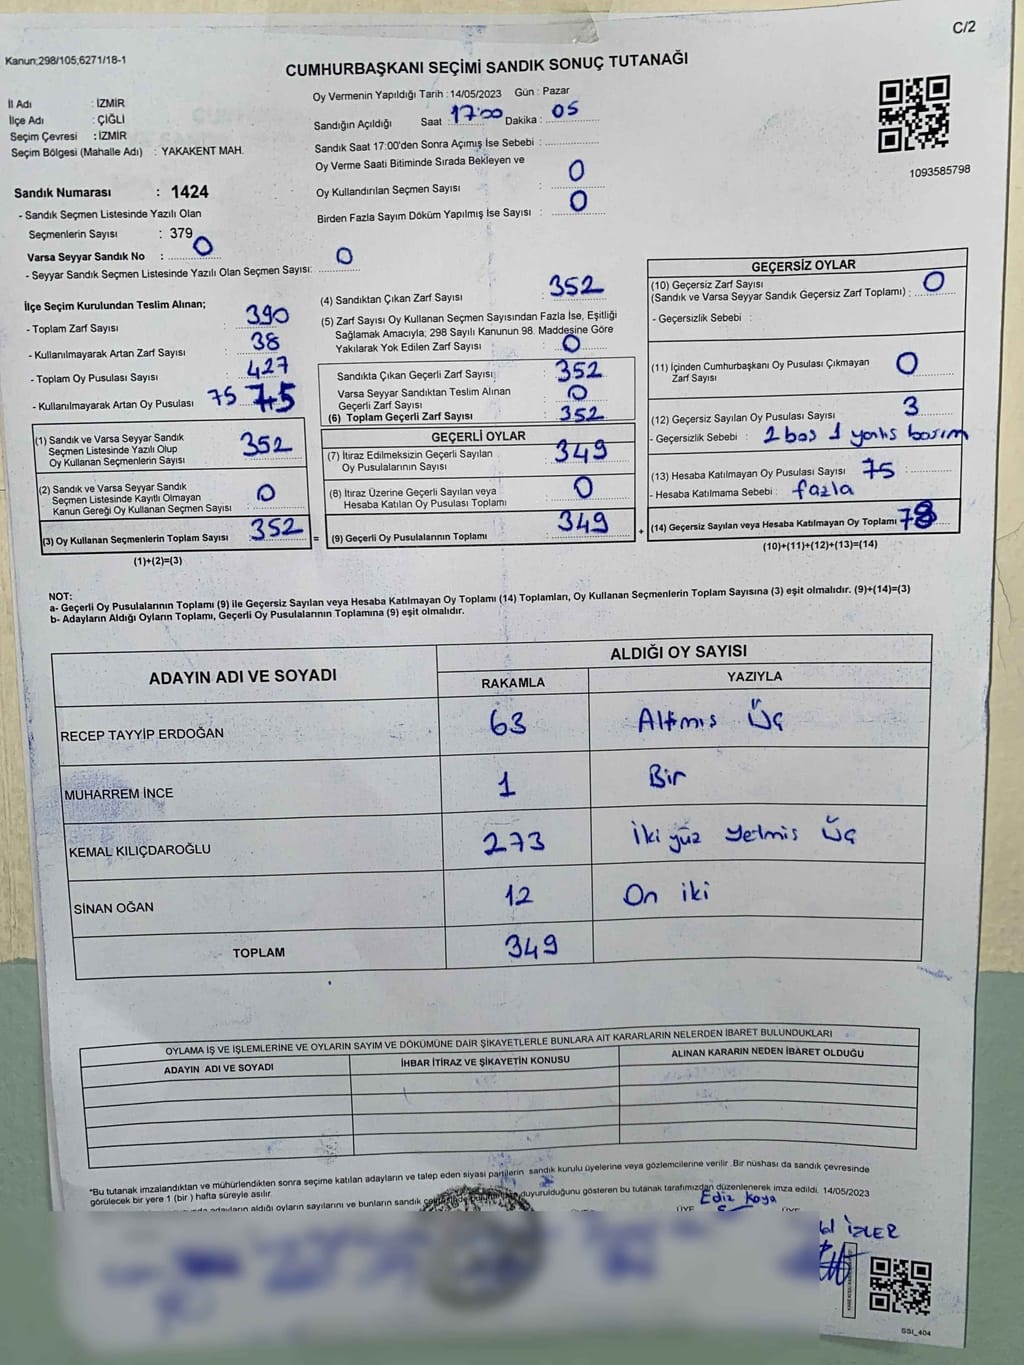 C/2
Kanun;298/105,6271/18-1
CUMHURBAŞKANI SEÇİMİ SANDIK SONUÇ TUTANAĞI
İl Adı : İZMİR
İlçe Adı : ÇİĞLİ
Seçim Çevresi : İZMİR
Seçim Bölgesi (Mahalle Adı) : YAKAKENT MAH.
Oy Vermenin Yapıldığı Tarih : 14/05/2023 Gün : Pazar
Sandığın Açıldığı Saat : 17:00 Dakika : 05
Sandık Saat 17:00'den Sonra Açımış İse Sebebi :
Oy Verme Saati Bitiminde Sırada Bekleyen ve
Oy Kullandırılan Seçmen Sayısı : 0
Birden Fazla Sayım Döküm Yapılmış İse Sayısı : 0
1093585798
Sandık Numarası : 1424
- Sandık Seçmen Listesinde Yazılı Olan
Seçmenlerin Sayısı : 379
Varsa Seyyar Sandık No : 0
- Seyyar Sandık Seçmen Listesinde Yazılı Olan Seçmen Sayısı: 0
İlçe Seçim Kurulundan Teslim Alınan;
- Toplam Zarf Sayısı 390
- Kullanılmayarak Artan Zarf Sayısı 38
- Toplam Oy Pusulası Sayısı 427
- Kullanılmayarak Artan Oy Pusulası 75 75
(1) Sandık ve Varsa Seyyar Sandık
Seçmen Listesinde Yazılı Olup
Oy Kullanan Seçmenlerin Sayısı 352
(2) Sandık ve Varsa Seyyar Sandık
Seçmen Listesinde Kayıtlı Olmayan
Kanun Gereği Oy Kullanan Seçmen Sayısı 0
(3) Oy Kullanan Seçmenlerin Toplam Sayısı 352
(1)+(2)=(3)
(4) Sandıktan Çıkan Zarf Sayısı : 352
(5) Zarf Sayısı Oy Kullanan Seçmen Sayısından Fazla İse, Eşitliği
Sağlamak Amacıyla; 298 Sayılı Kanunun 98. Maddesine Göre
Yakılarak Yok Edilen Zarf Sayısı : 0
Sandıkta Çıkan Geçerli Zarf Sayısı: 352
Varsa Seyyar Sandıktan Teslim Alınan
Geçerli Zarf Sayısı : 0
(6) Toplam Geçerli Zarf Sayısı : 352
=
GEÇERLİ OYLAR
(7) İtiraz Edilmeksizin Geçerli Sayılan
Oy Pusulalarının Sayısı : 349
(8) İtiraz Üzerine Geçerli Sayılan veya
Hesaba Katılan Oy Pusulası Toplamı : 0
(9) Geçerli Oy Pusulalarının Toplamı 349
+
GEÇERSİZ OYLAR
(10) Geçersiz Zarf Sayısı
(Sandık ve Varsa Seyyar Sandık Geçersiz Zarf Toplamı) : 0
- Geçersizlik Sebebi :
(11) İçinden Cumhurbaşkanı Oy Pusulası Çıkmayan
Zarf Sayısı : 0
(12) Geçersiz Sayılan Oy Pusulası Sayısı : 3
- Geçersizlik Sebebi : 2 boş 1 yanlış basım
(13) Hesaba Katılmayan Oy Pusulası Sayısı 75
- Hesaba Katılmama Sebebi : fazla
(14) Geçersiz Sayılan veya Hesaba Katılmayan Oy Toplamı 78
(10)+(11)+(12)+(13)=(14)
NOT:
a- Geçerli Oy Pusulalarının Toplamı (9) ile Geçersiz Sayılan veya Hesaba Katılmayan Oy Toplamı (14) Toplamları, Oy Kullanan Seçmenlerin Toplam Sayısına (3) eşit olmalıdır. (9)+(14)=(3)
b- Adayların Aldığı Oyların Toplamı, Geçerli Oy Pusulalarının Toplamına (9) eşit olmalıdır.
ADAYIN ADI VE SOYADI
ALDIĞI OY SAYISI
RAKAMLA YAZIYLA
RECEP TAYYİP ERDOĞAN 63 Altmış Üç
MUHARREM İNCE 1 Bir
KEMAL KILIÇDAROĞLU 273 İki yüz Yetmiş Üç
SİNAN OĞAN 12 On iki
TOPLAM 349
OYLAMA İŞ VE İŞLEMLERİNE VE OYLARIN SAYIM VE DÖKÜMÜNE DAİR ŞİKAYETLERLE BUNLARA AİT KARARLARIN NELERDEN İBARET BULUNDUKLARI
ADAYIN ADI VE SOYADI İHBAR İTİRAZ VE ŞİKAYETİN KONUSU ALINAN KARARIN NEDEN İBARET OLDUĞU
*Bu tutanak imzalandıktan ve mühürlendikten sonra seçime katılan adayların ve talep eden siyasi partilerin sandık kurulu üyelerine veya gözlemcilerine verilir .Bir nüshası da sandık çevresinde
görülecek bir yere 1 (bir ) hafta süreyle asılır.
adayların aldığı oyların sayılarını ve bunların sandık duyurulduğunu gösteren bu tutanak tarafımızdan düzenlenerek imza edildi. 14/05/2023
Ediz Kaya
ÜYE ÜYE
İZLER
SSI_404